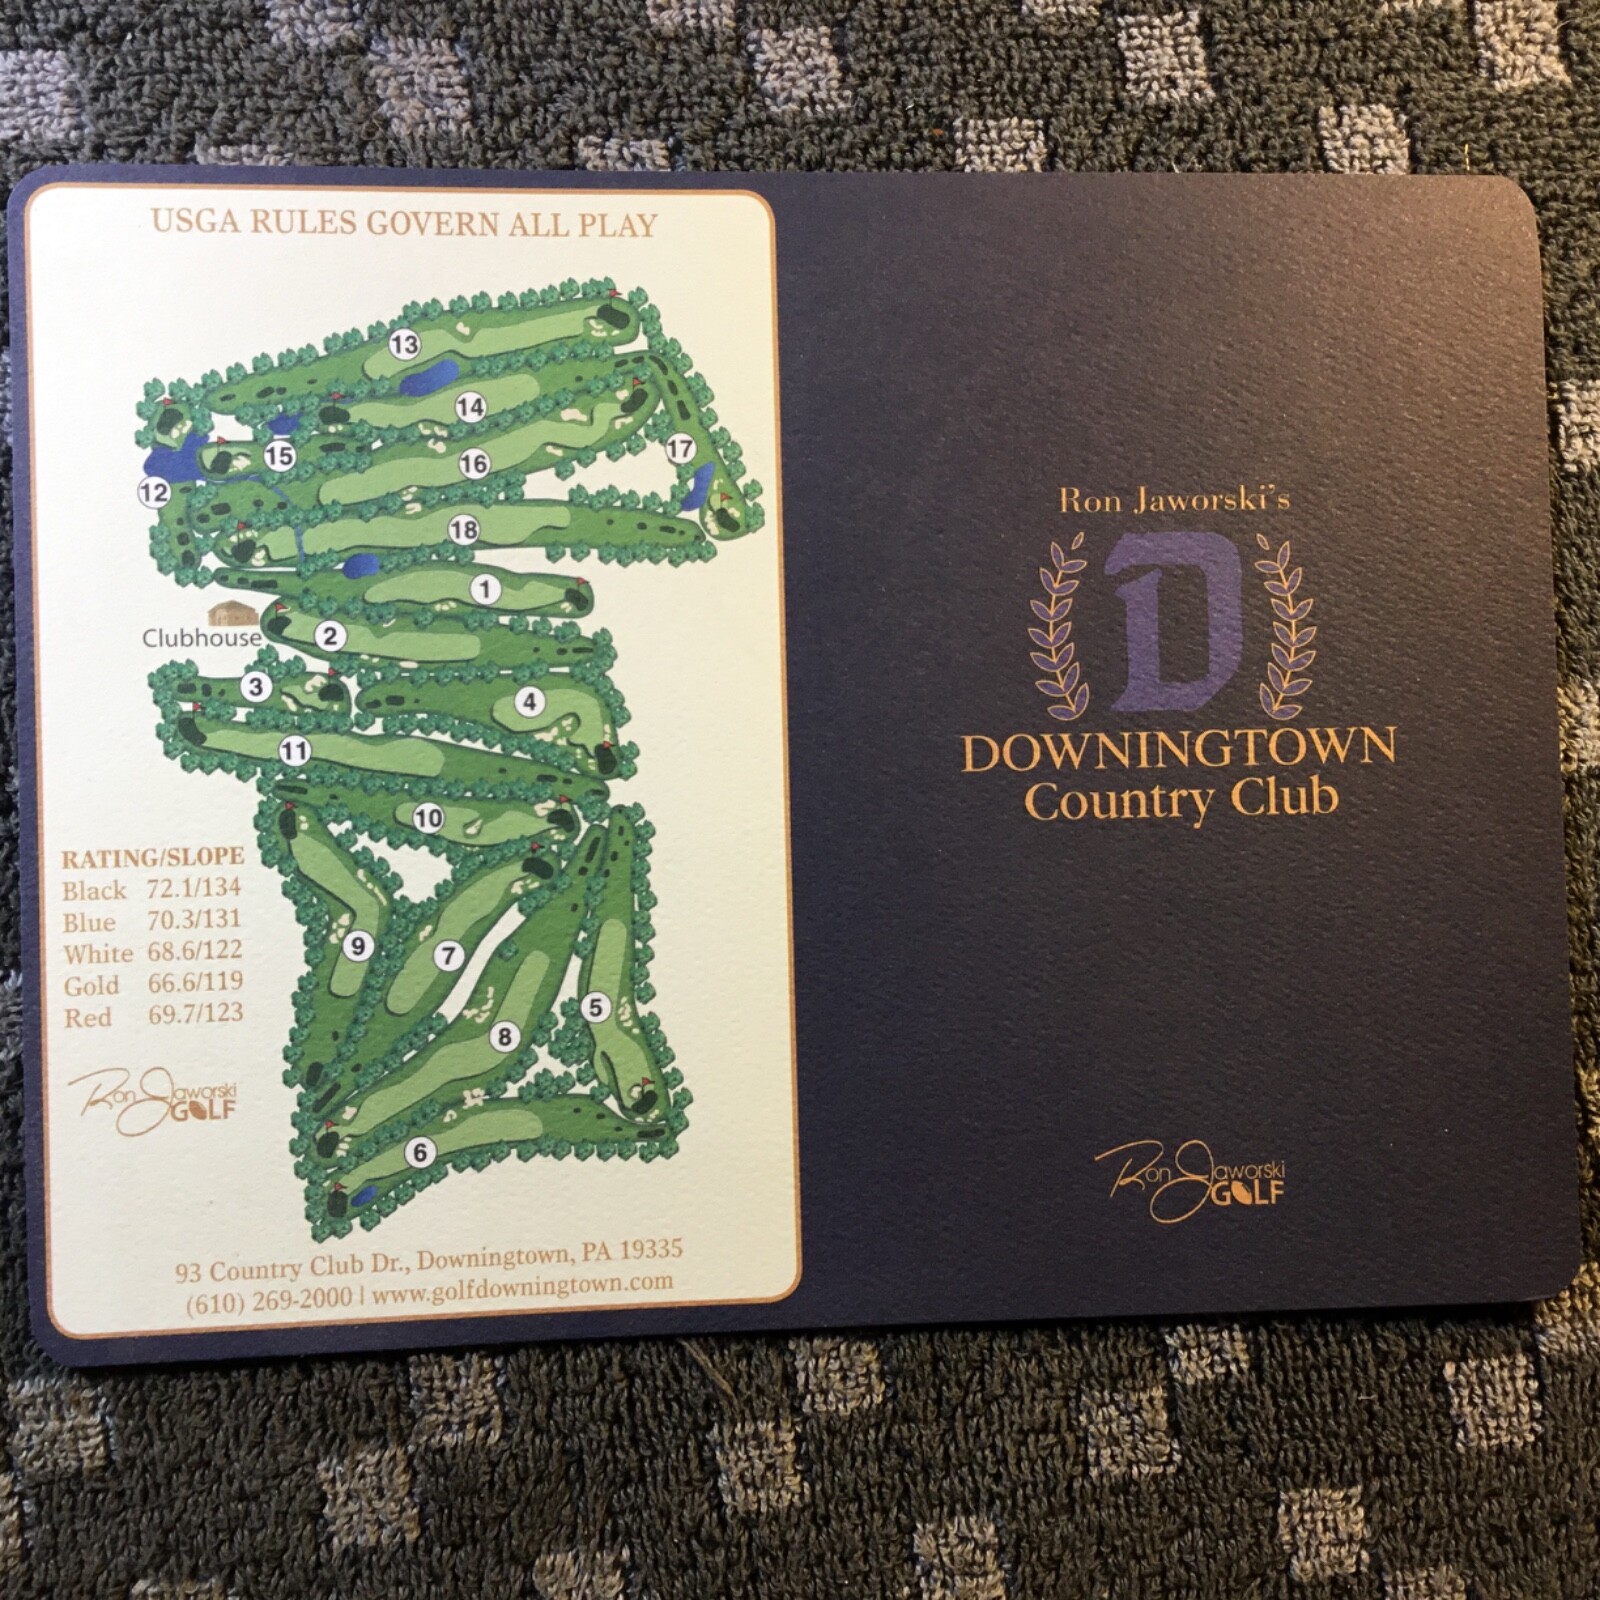 USGA RULES GOVERN ALL PLAY
13
14
17
15
16
12
18
1
2
Clubhouse
3
4
11
10
9
7
5
8
6
RATING/SLOPE
Black 72.1/134
Blue 70.3/131
White 68.6/122
Gold 66.6/119
Red 69.7/123
Ron Jaworski
GOLF
93 Country Club Dr., Downingtown, PA 19335
(610) 269-2000 | www.golfdowningtown.com
Ron Jaworski's
D
DOWNINGTOWN
Country Club
Ron Jaworski
GOLF